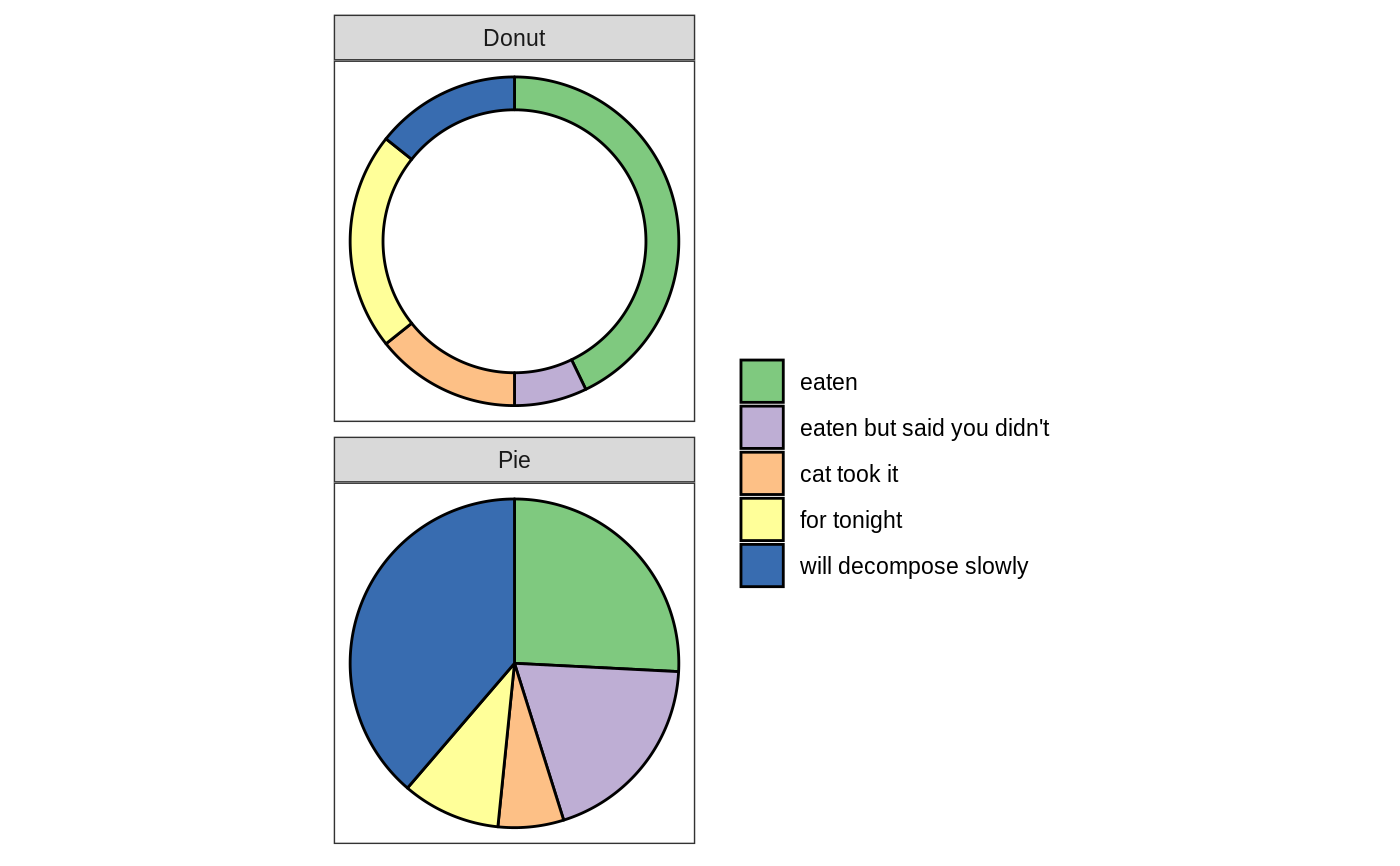 Donut
Pie
eaten
eaten but said you didn't
cat took it
for tonight
will decompose slowly